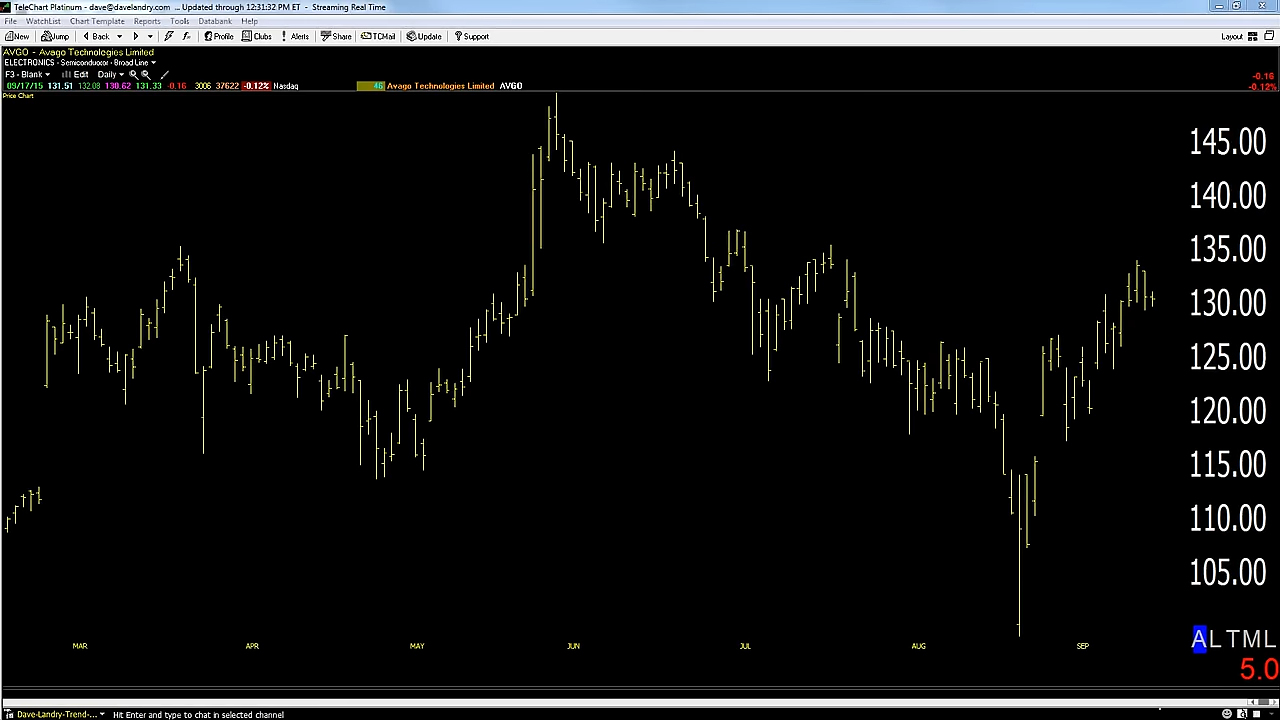 TeleChart Platinum - dave@davelandry.com ... Updated through 12:31:32 PM ET - Streaming Real Time
File WatchList Chart Template Reports Tools Databank Help
New Jump Back Profile Clubs Alerts Share TCMail Update Support Layout
AVGO - Avago Technologies Limited
ELECTRONICS - Semiconductor - Broad Line
F3 - Blank Edit Daily
-0.16
09/17/15 131.51 132.08 130.62 131.33 -0.16 3006 37622 -0.12% Nasdaq 46 Avago Technologies Limited AVGO -0.12%
Price Chart
145.00
140.00
135.00
130.00
125.00
120.00
115.00
110.00
105.00
ALTML
MAR APR MAY JUN JUL AUG SEP
5.0
Dave-Landry-Trend-... Hit Enter and type to chat in selected channel